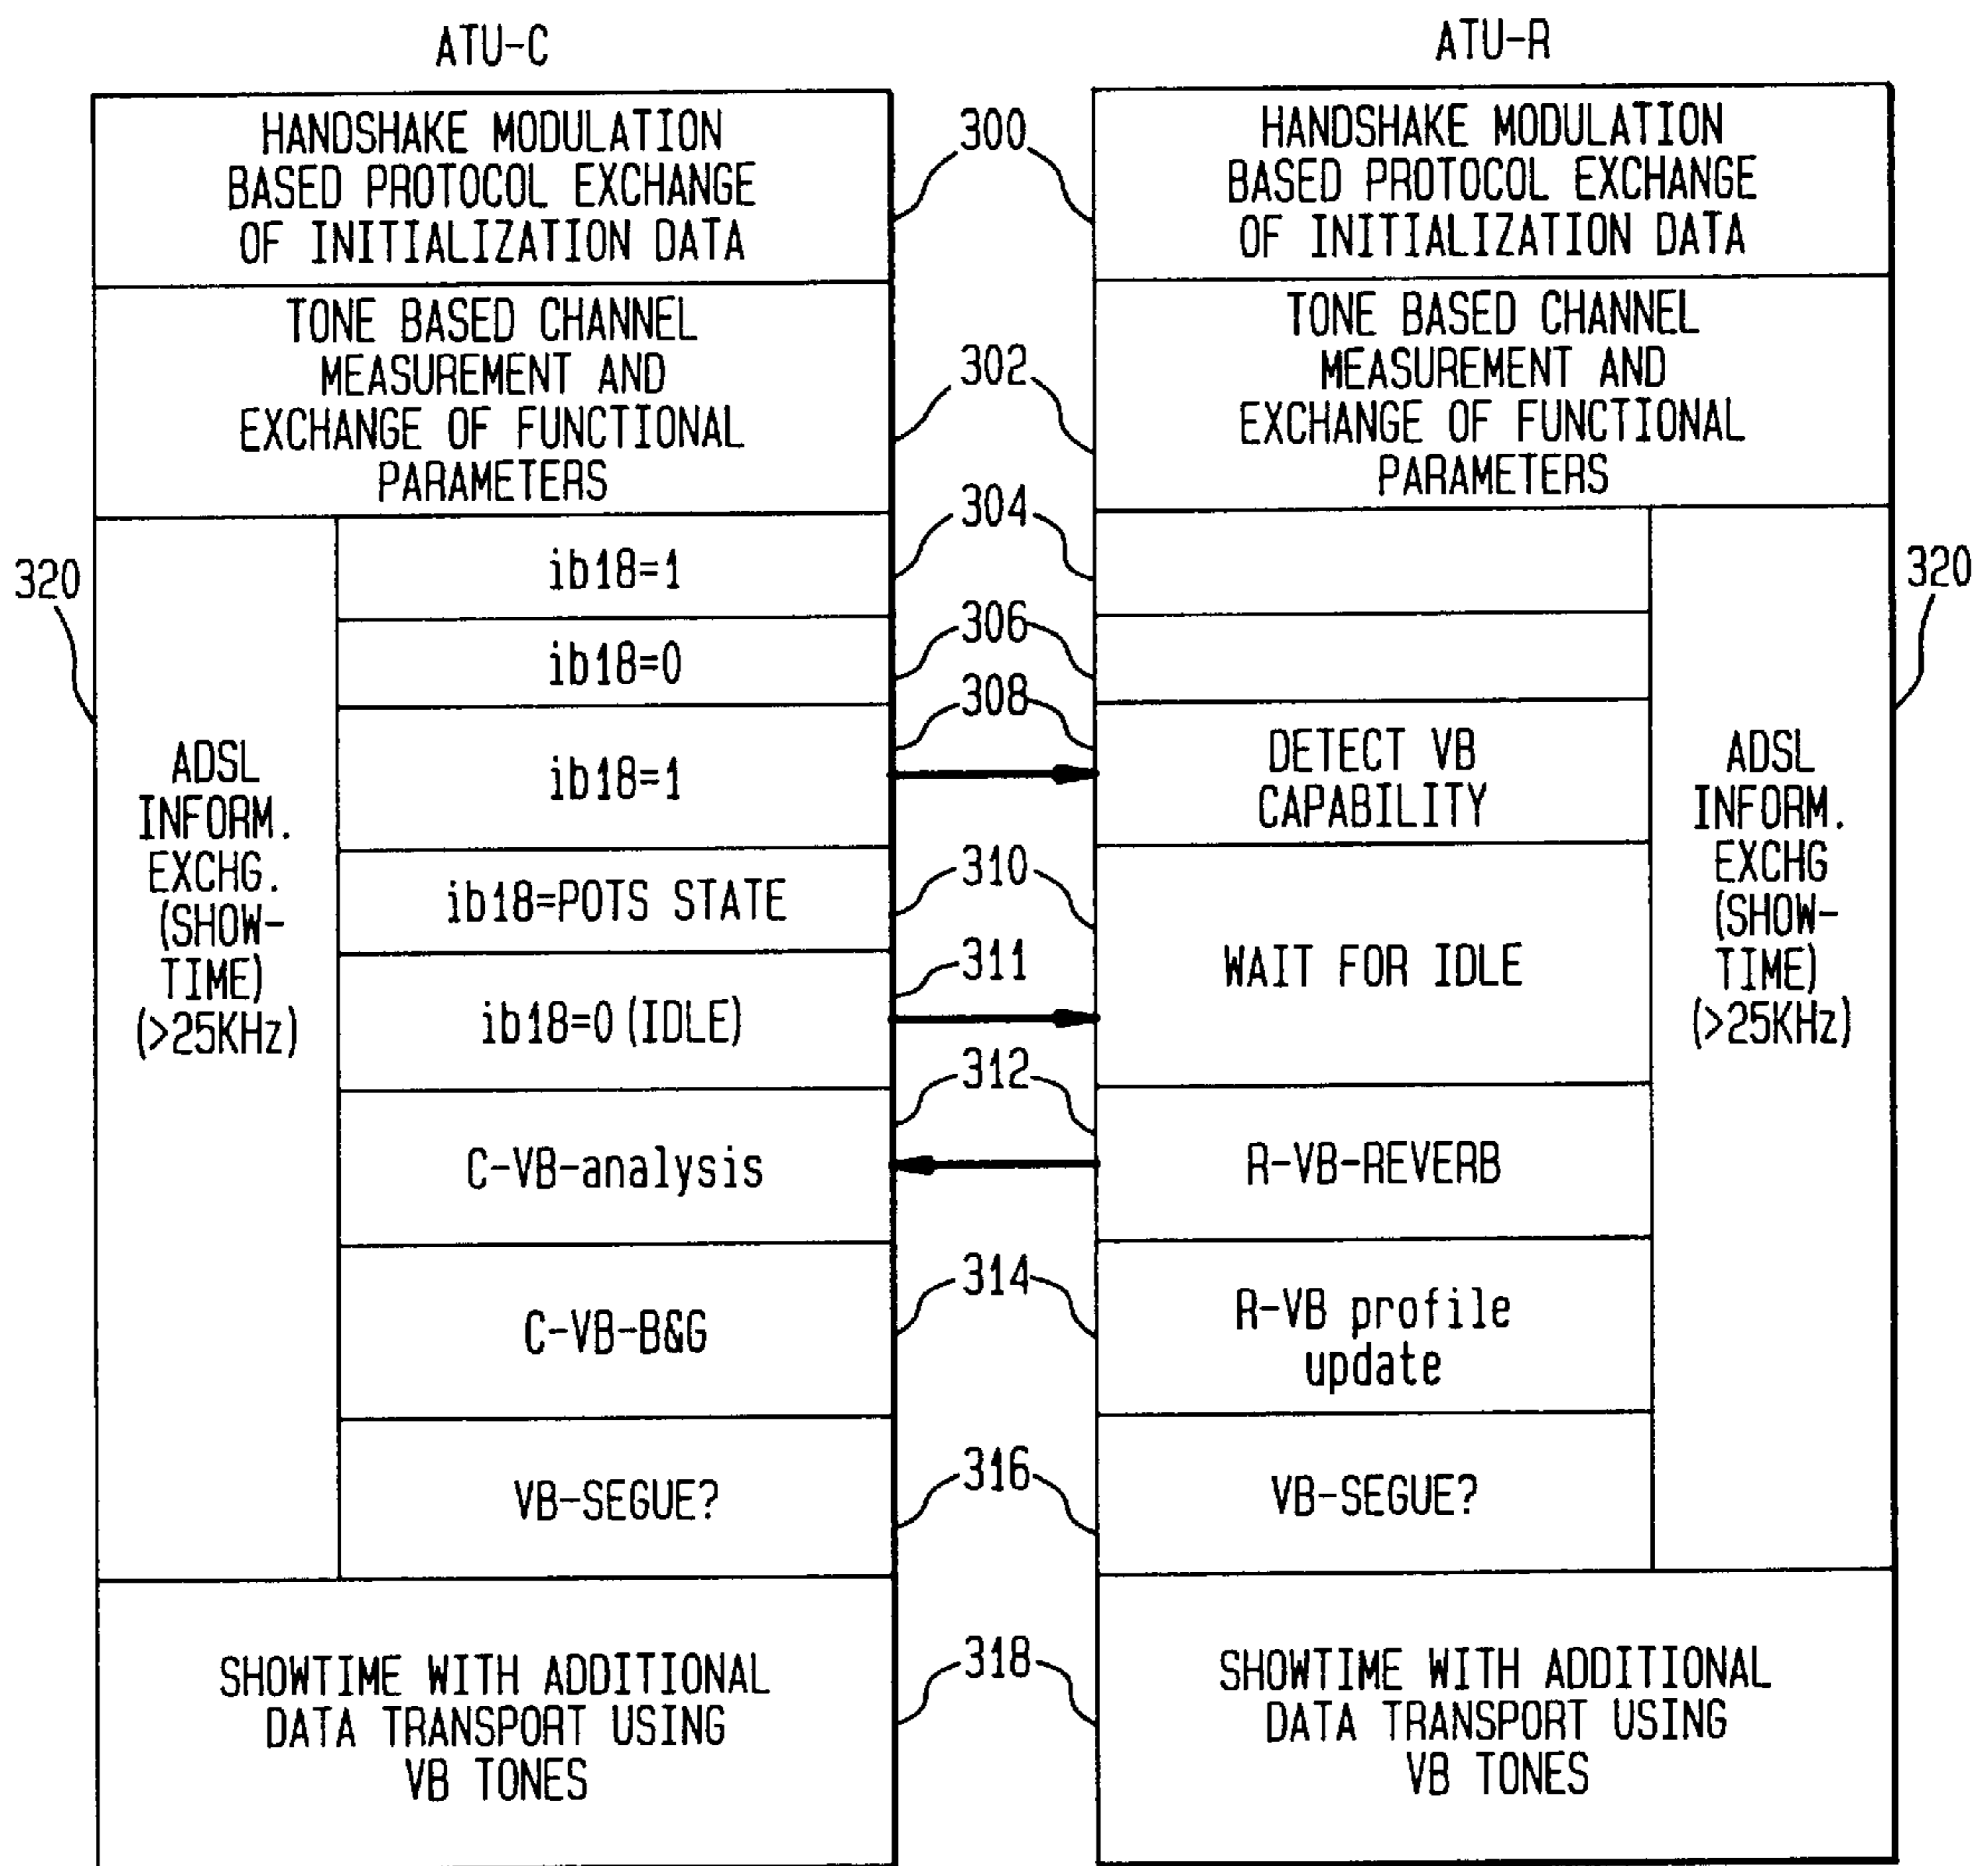 ATU-C
HANDSHAKE MODULATION
BASED PROTOCOL EXCHANGE
OF INITIALIZATION DATA
TONE BASED CHANNEL
MEASUREMENT AND
EXCHANGE OF FUNCTIONAL
PARAMETERS
320
ADSL
INFORM.
EXCHG.
(SHOW-
TIME)
(>25KHz)
ib18=1
ib18=0
ib18=1
ib18=POTS STATE
ib18=0 (IDLE)
C-VB-analysis
C-VB-B&G
VB-SEGUE?
SHOWTIME WITH ADDITIONAL
DATA TRANSPORT USING
VB TONES
300
302
304
306
308
310
311
312
314
316
318
ATU-R
HANDSHAKE MODULATION
BASED PROTOCOL EXCHANGE
OF INITIALIZATION DATA
TONE BASED CHANNEL
MEASUREMENT AND
EXCHANGE OF FUNCTIONAL
PARAMETERS
DETECT VB
CAPABILITY
WAIT FOR IDLE
R-VB-REVERB
R-VB profile
update
VB-SEGUE?
ADSL
INFORM.
EXCHG
(SHOW-
TIME)
(>25KHz)
320
SHOWTIME WITH ADDITIONAL
DATA TRANSPORT USING
VB TONES